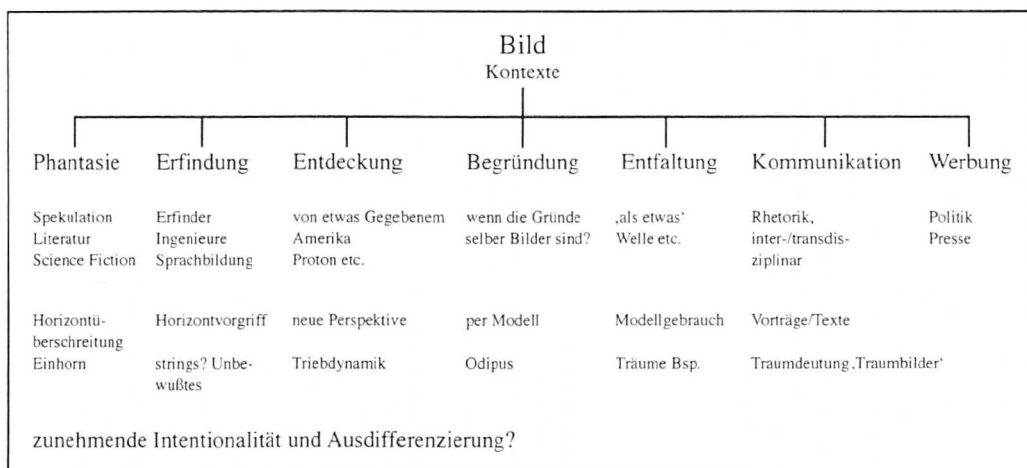 Bild
Kontexte
Phantasie Erfindung Entdeckung Begründung Entfaltung Kommunikation Werbung
Spekulation Erfinder von etwas Gegebenem wenn die Gründe ‚als etwas‘ Rhetorik, Politik
Literatur Ingenieure Amerika selber Bilder sind? Welle etc. inter-/transdis- Presse
Science Fiction Sprachbildung Proton etc. ziplinar
Horizontü- Horizontvorgriff neue Perspektive per Modell Modellgebrauch Vorträge/Texte
berschreitung
Einhorn strings? Unbe- Triebdynamik Odipus Träume Bsp. Traumdeutung ‚Traumbilder‘
wußtes
zunehmende Intentionalität und Ausdifferenzierung?